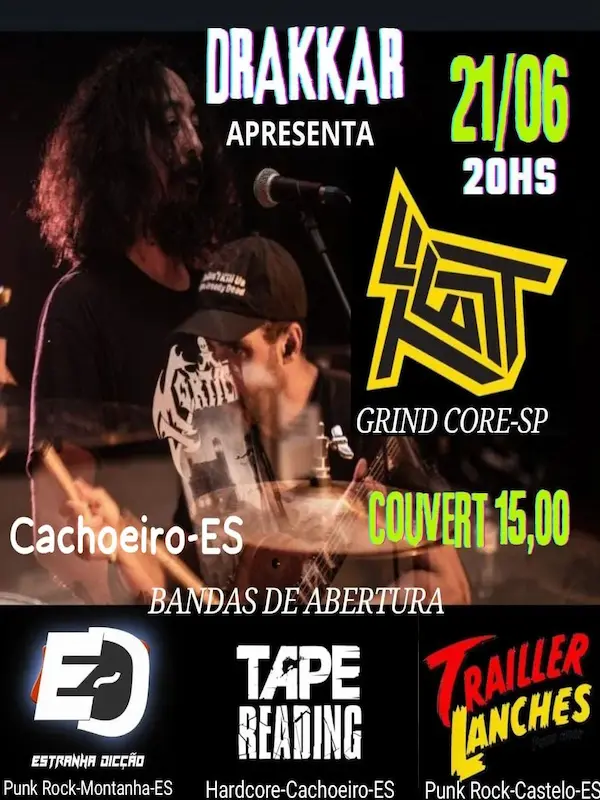 DRAKKAR
APRESENTA
21/06
20HS
GRIND CORE-SP
COUVERT 15,00
Cachoeiro-ES
BANDAS DE ABERTURA
ED
ESTRANHA DICÇÃO
Punk Rock-Montanha-ES
TAPE
READING
Hardcore-Cachoeiro-ES
TRAILLER
LANCHES
Punk Rock-Castelo-ES